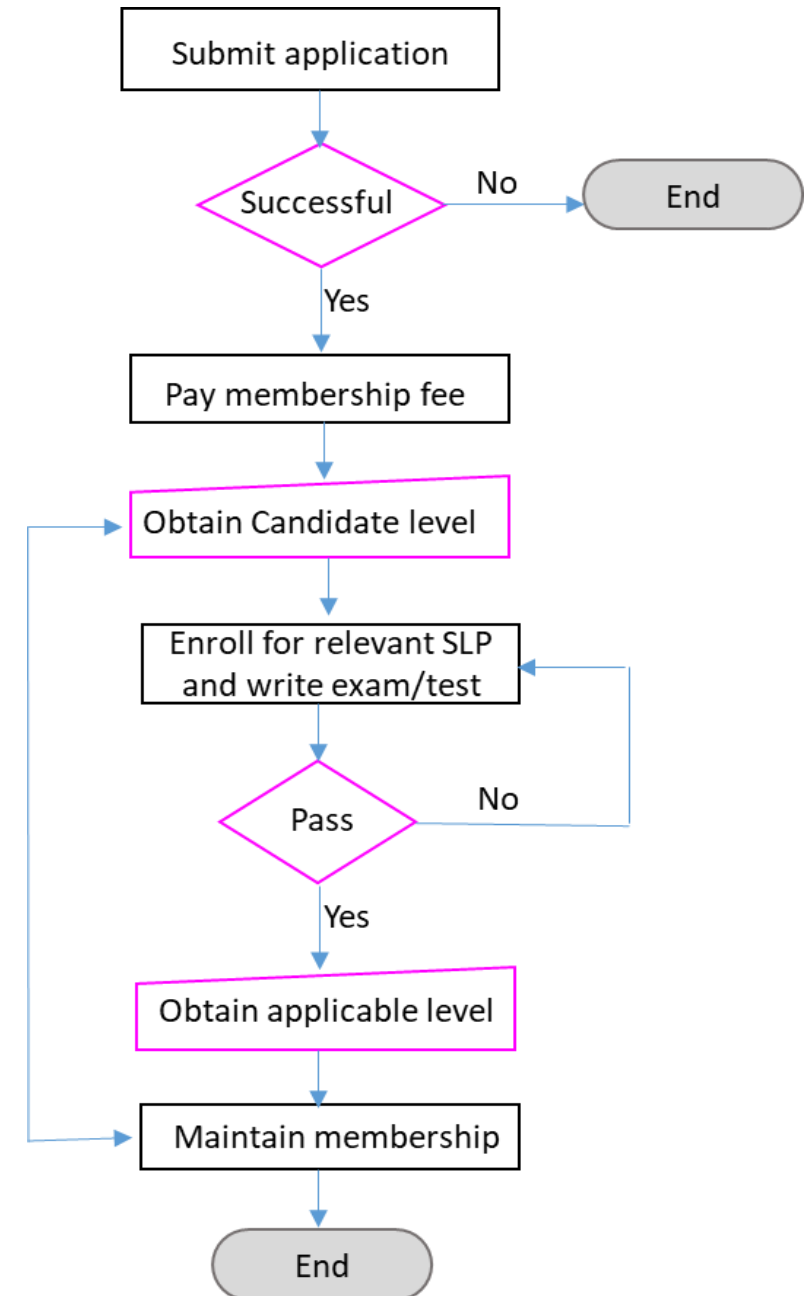 Submit application
Successful
No
End
Yes
Pay membership fee
Obtain Candidate level
Enroll for relevant SLP
and write exam/test
Pass
No
Yes
Obtain applicable level
Maintain membership
End